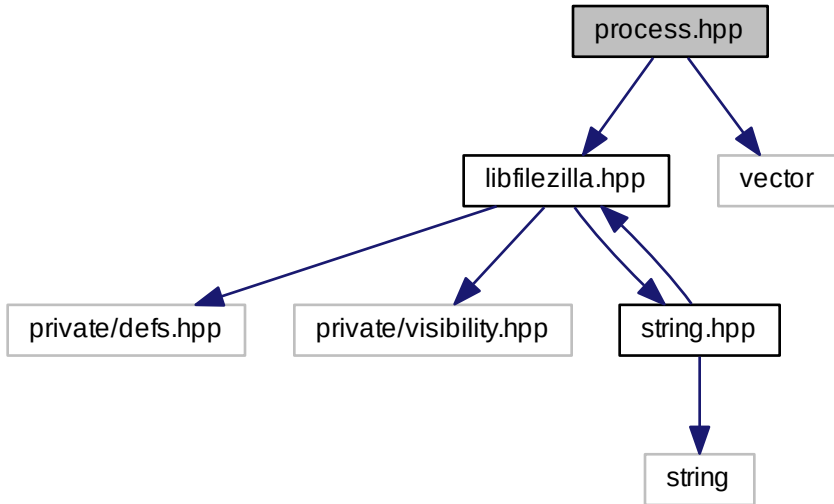 process.hpp
libfilezilla.hpp
vector
private/defs.hpp
private/visibility.hpp
string.hpp
string